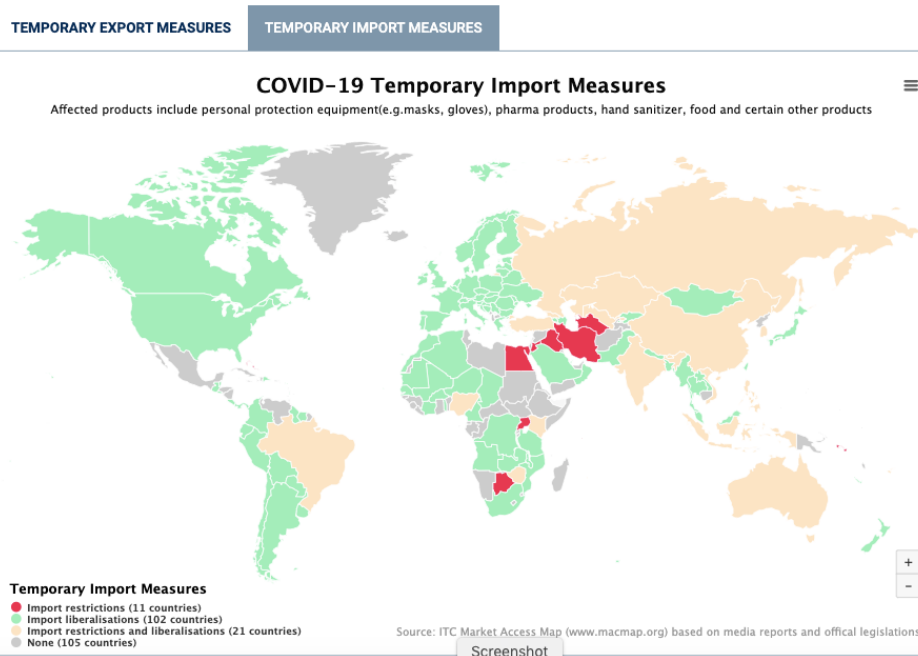 TEMPORARY EXPORT MEASURES
TEMPORARY IMPORT MEASURES
COVID-19 Temporary Import Measures
Affected products include personal protection equipment(e.g.masks, gloves), pharma products, hand sanitizer, food and certain other products
+
-
Temporary Import Measures
Import restrictions (11 countries)
Import liberalisations (102 countries)
Import restrictions and liberalisations (21 countries)
None (105 countries)
Source: ITC Market Access Map (www.macmap.org) based on media reports and offical legislations
Screenshot